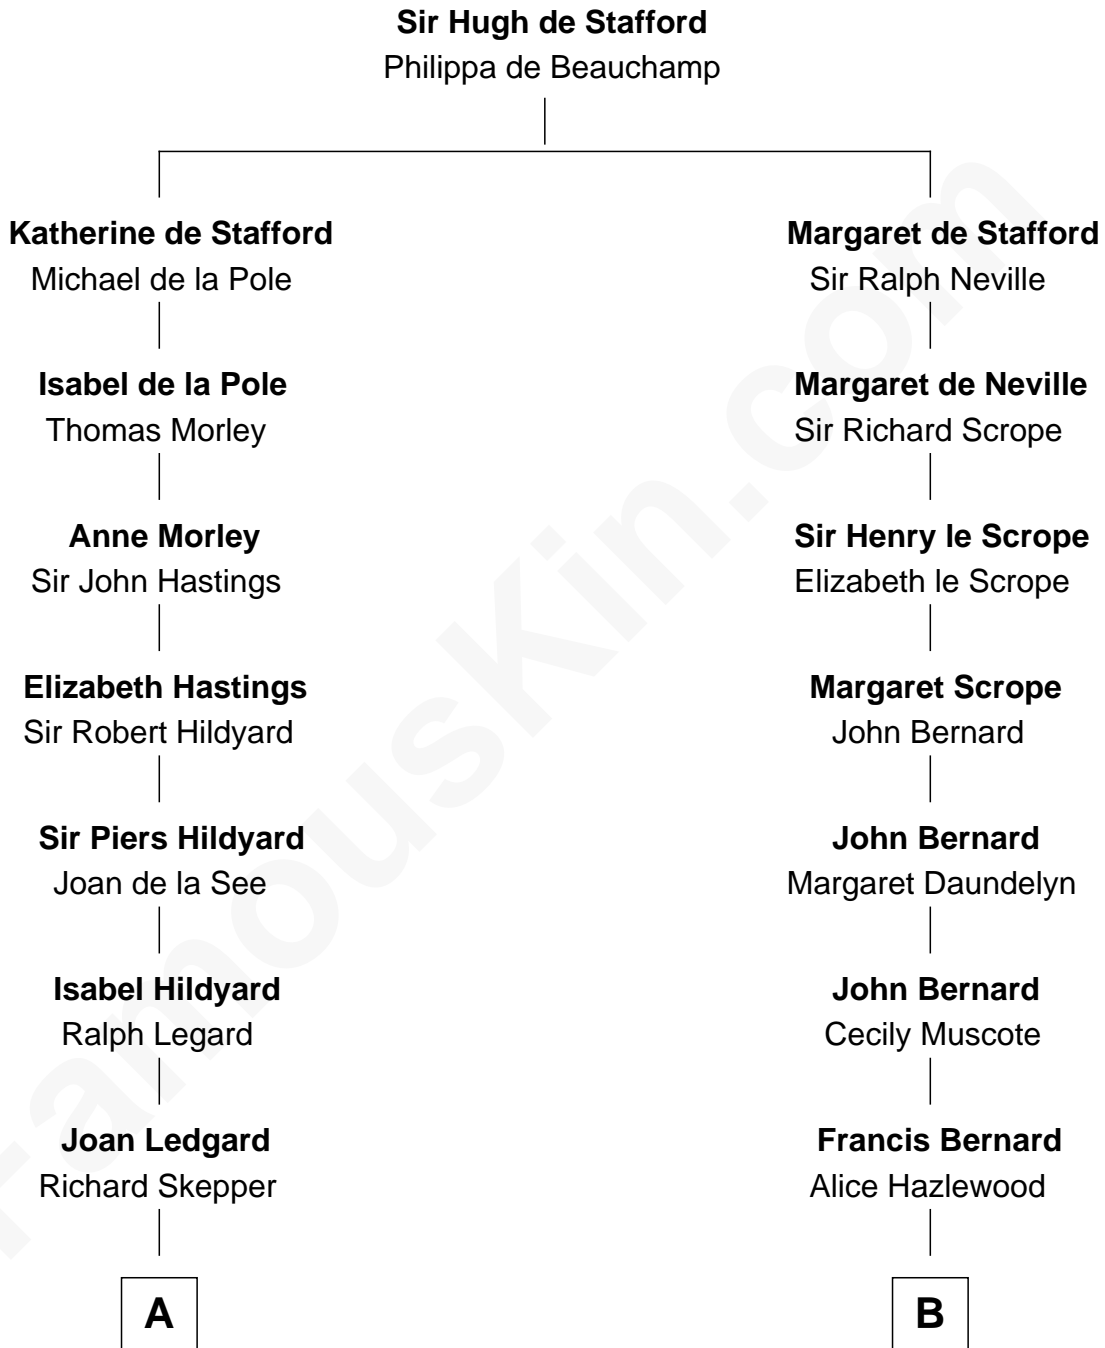 Sir Hugh de Stafford
Philippa de Beauchamp
Katherine de Stafford
Michael de la Pole
Isabel de la Pole
Thomas Morley
Anne Morley
Sir John Hastings
Elizabeth Hastings
Sir Robert Hildyard
Sir Piers Hildyard
Joan de la See
Isabel Hildyard
Ralph Legard
Joan Ledgard
Richard Skepper
A
Margaret de Stafford
Sir Ralph Neville
Margaret de Neville
Sir Richard Scrope
Sir Henry le Scrope
Elizabeth le Scrope
Margaret Scrope
John Bernard
John Bernard
Margaret Daundelyn
John Bernard
Cecily Muscote
Francis Bernard
Alice Hazlewood
B
FamousKin.com